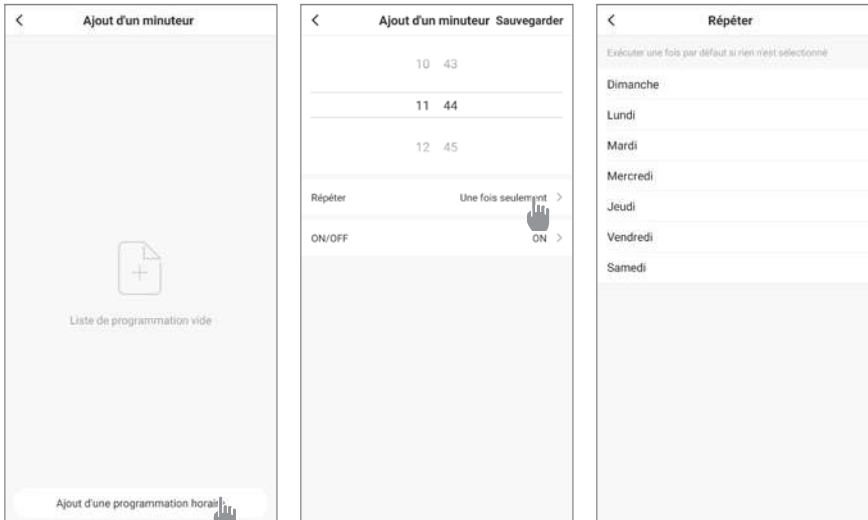 Ajout d'un minuteur
Liste de programmation vide
Ajout d'une programmation horaire
Ajout d'un minuteur Sauvegarder
10 43
11 44
12 45
Répéter Une fois seulement
ON/OFF ON
Répéter
Exécuter une fois par défaut si rien n'est sélectionné
Dimanche
Lundi
Mardi
Mercredi
Jeudi
Vendredi
Samedi